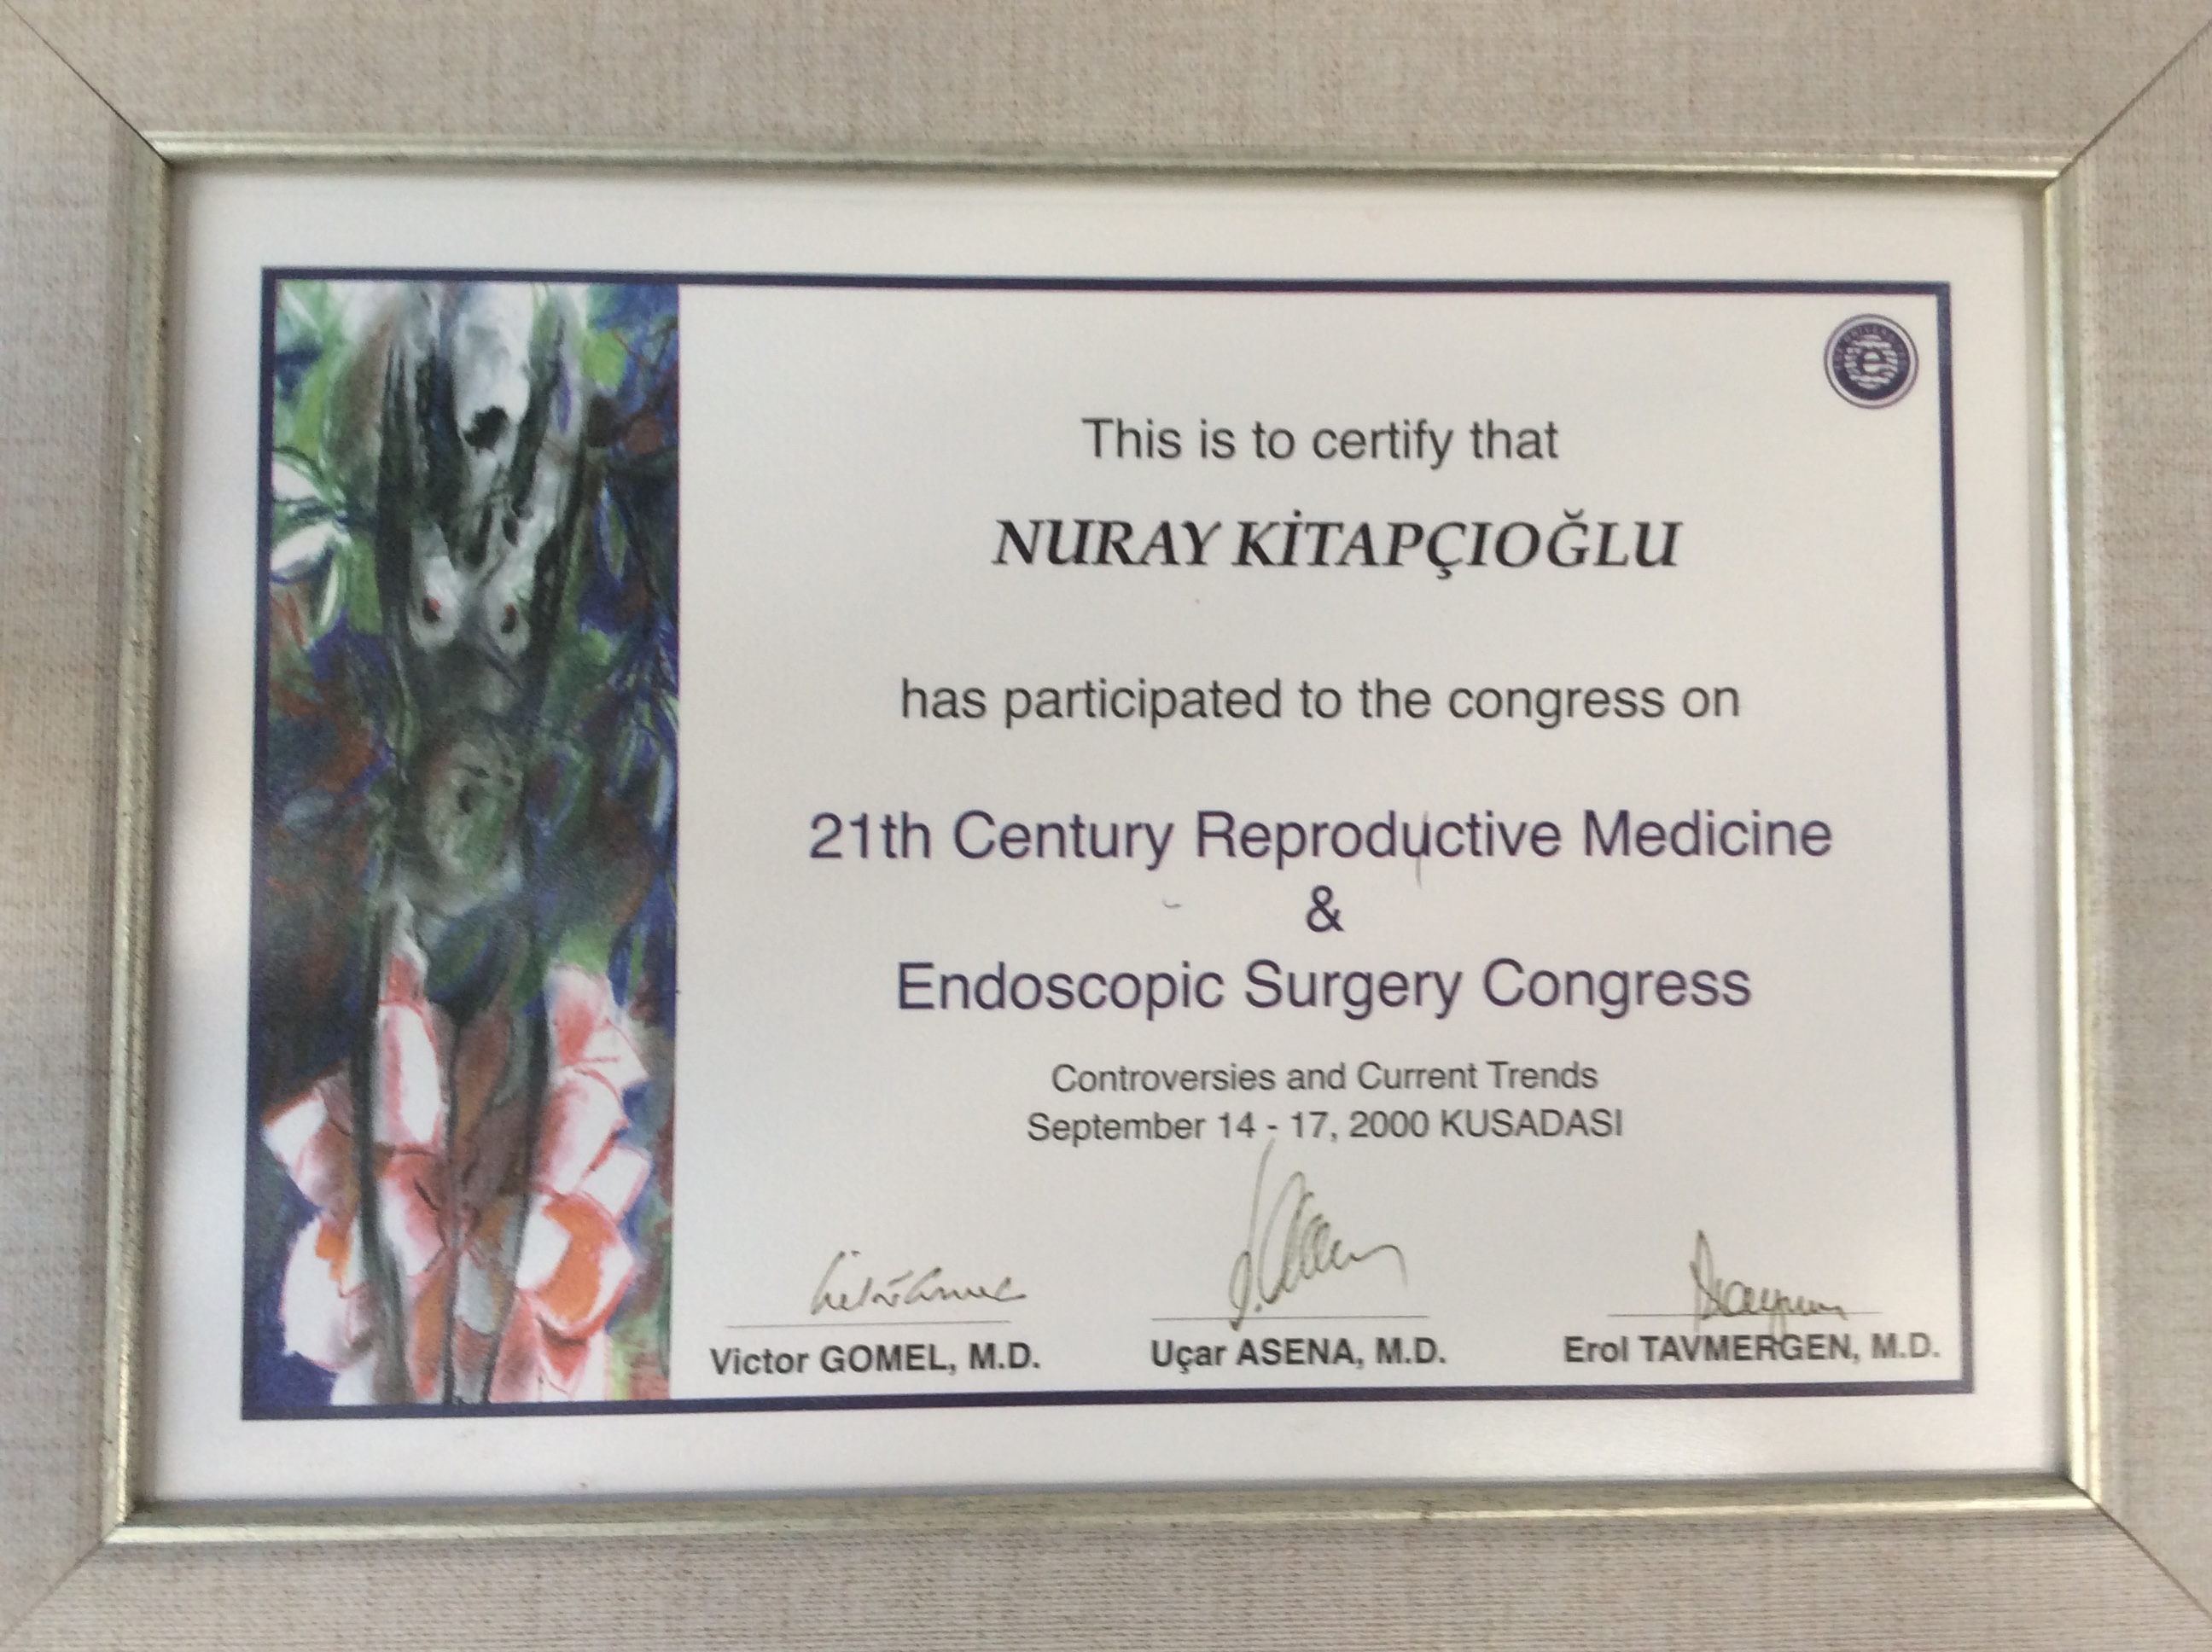 This is to certify that
NURAY KİTAPÇIOĞLU
has participated to the congress on
21th Century Reproductive Medicine
&
Endoscopic Surgery Congress
Controversies and Current Trends
September 14 - 17, 2000 KUSADASI
Victor GOMEL, M.D.
Uçar ASENA, M.D.
Erol TAVMERGEN, M.D.